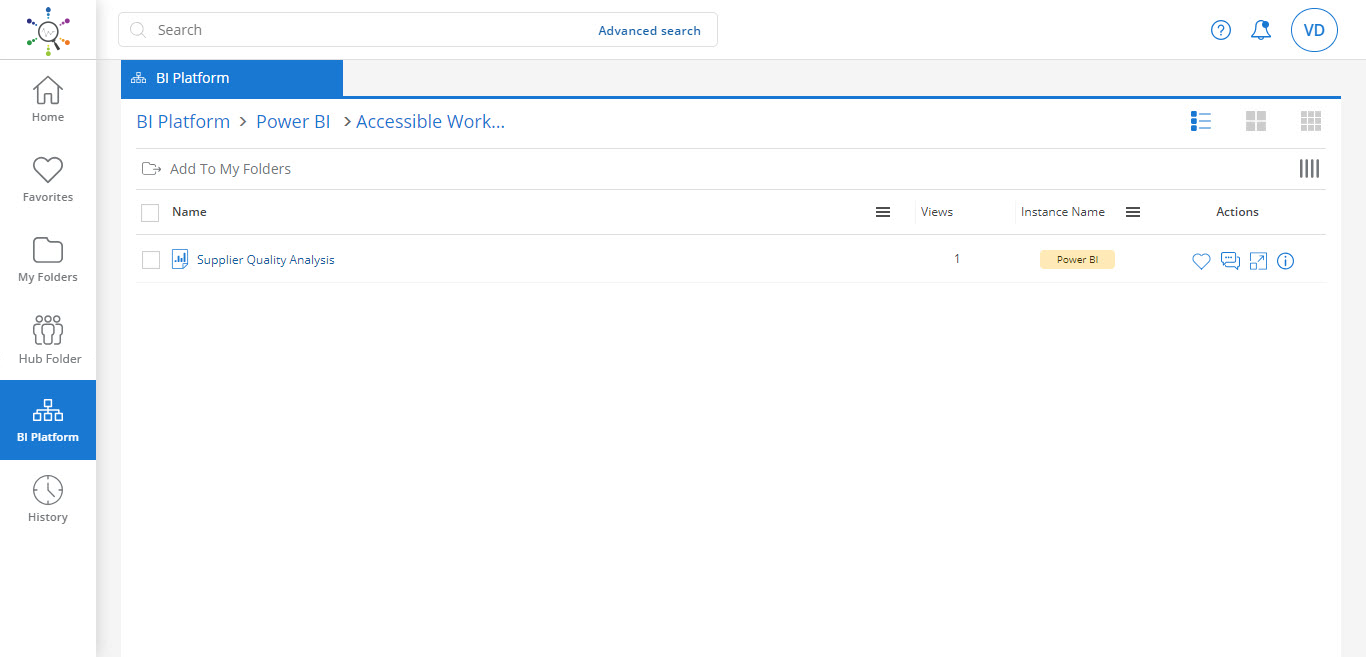 Search
Advanced search
? VD
BI Platform
Home
Favorites
My Folders
Hub Folder
BI Platform
History
BI Platform > Power BI > Accessible Work...
Add To My Folders
Name Views Instance Name Actions
Supplier Quality Analysis 1 Power BI